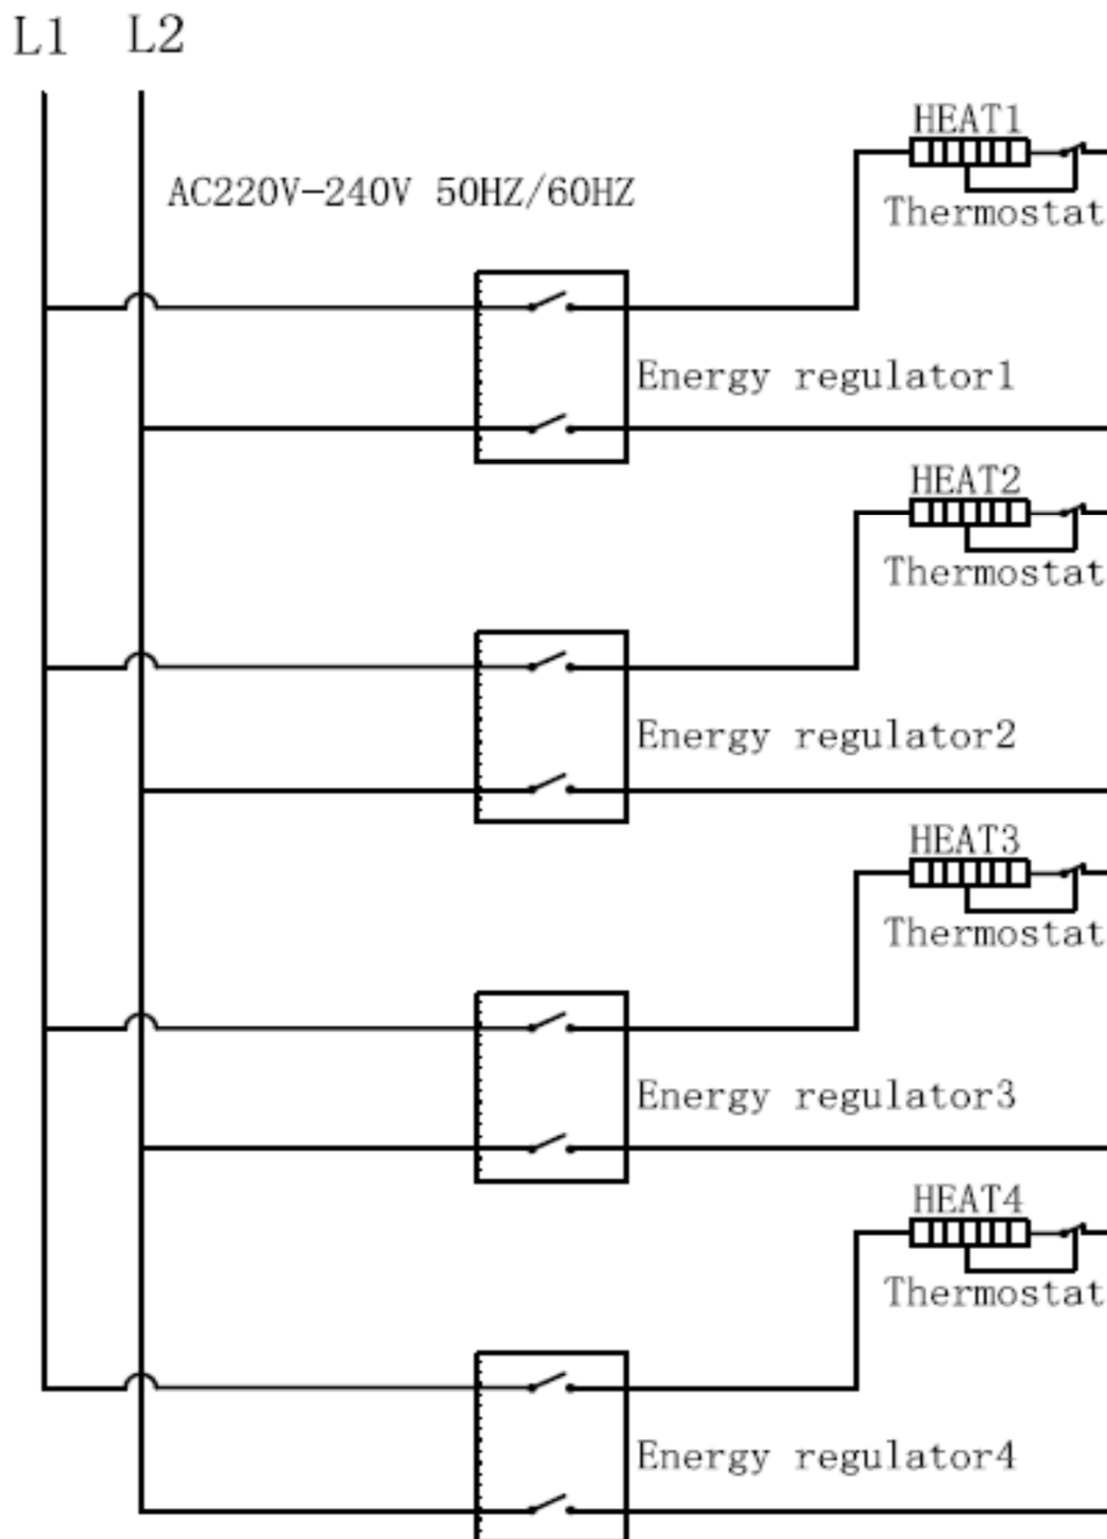 L1 L2
HEAT1
AC220V-240V 50HZ/60HZ
Thermostat
Energy regulator1
HEAT2
Thermostat
Energy regulator2
HEAT3
Thermostat
Energy regulator3
HEAT4
Thermostat
Energy regulator4